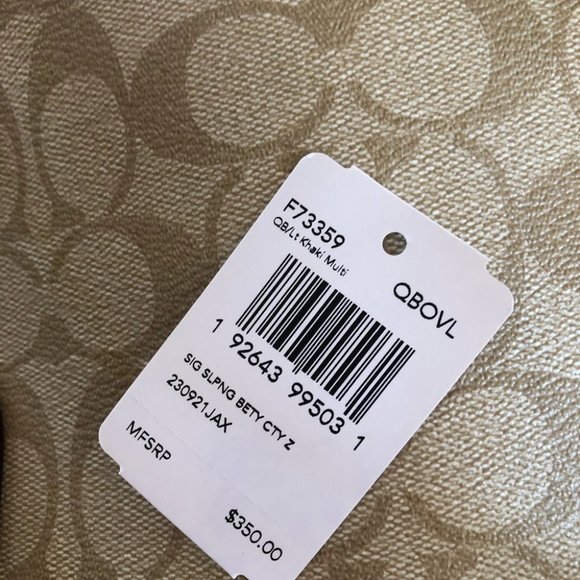 F73359
QB/Lt Khaki Multi
QBOVL
1 92643 99503 1
SIG SLPNG BETY CTY Z
230921JAX
MFSRP
$350.00